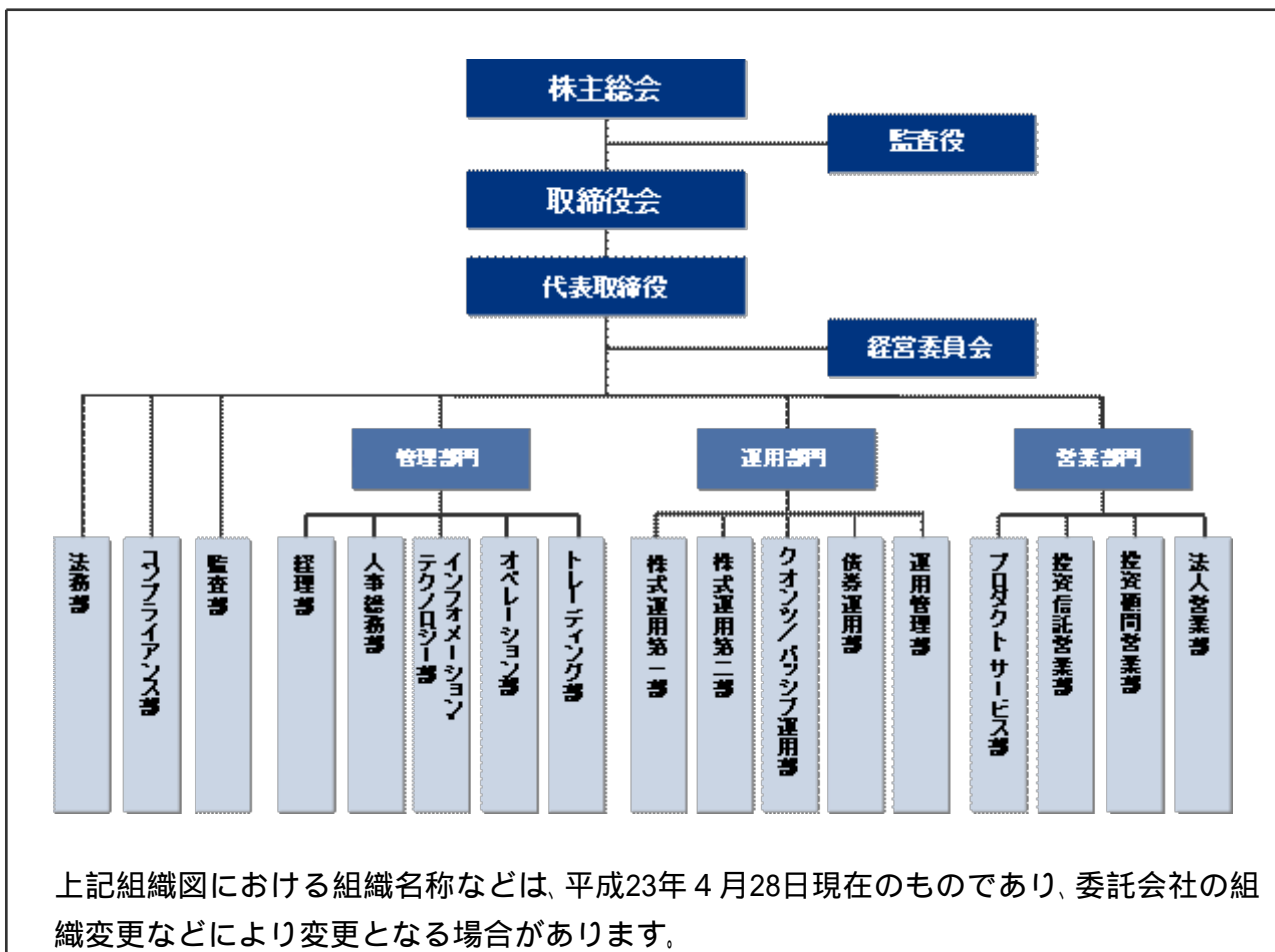 株主総会
監査役
取締役会
代表取締役
経営委員会
管理部門
運用部門
営業部門
法務部
コンプライアンス部
監査部
経理部
人事総務部
インフォメーション・
テクノロジー部
オペレーション部
トレーディング部
株式運用第一部
株式運用第二部
クオンツ/パッシブ運用部
債券運用部
運用管理部
プロダクト・サービス部
投資信託営業部
投資顧問営業部
法人営業部
上記組織図における組織名称などは、平成23年4月28日現在のものであり、委託会社の組
織変更などにより変更となる場合があります。